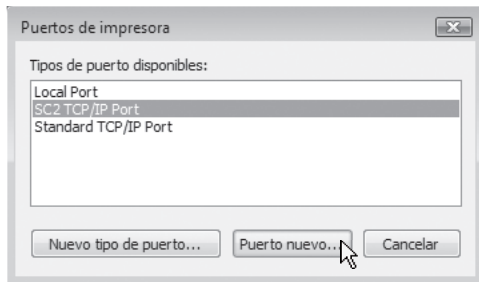 Puertos de impresora
Tipos de puerto disponibles:
Local Port
SC2 TCP/IP Port
Standard TCP/IP Port
Nuevo tipo de puerto... Puerto nuevo... Cancelar